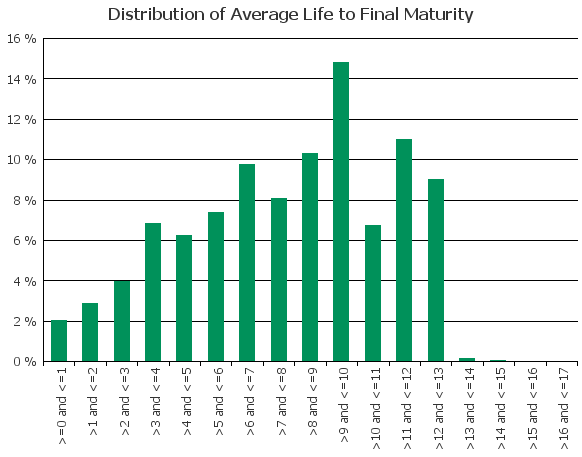 Distribution of Average Life to Final Maturity
16 %
14 %
12 %
10 %
8 %
6 %
4 %
2 %
0 %
>=0 and <=1
>1 and <=2
>2 and <=3
>3 and <=4
>4 and <=5
>5 and <=6
>6 and <=7
>7 and <=8
>8 and <=9
>9 and <=10
>10 and <=11
>11 and <=12
>12 and <=13
>13 and <=14
>14 and <=15
>15 and <=16
>16 and <=17